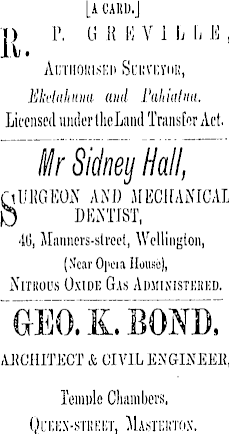 [A CARD.]
R. P. GREVILLE,
AUTHORISED SURVEYOR,
Eketahuna and Pahiatua.
Licensed under the Land Transfer Act.
Mr Sidney Hall,
SURGEON AND MECHANICAL
DENTIST,
46, Manners-street, Wellington,
(Near Opera House),
NITROUS OXIDE GAS ADMINISTERED.
GEO. K. BOND,
ARCHITECT & CIVIL ENGINEER,
Temple Chambers,
QUEEN-STREET, MASTERTON.